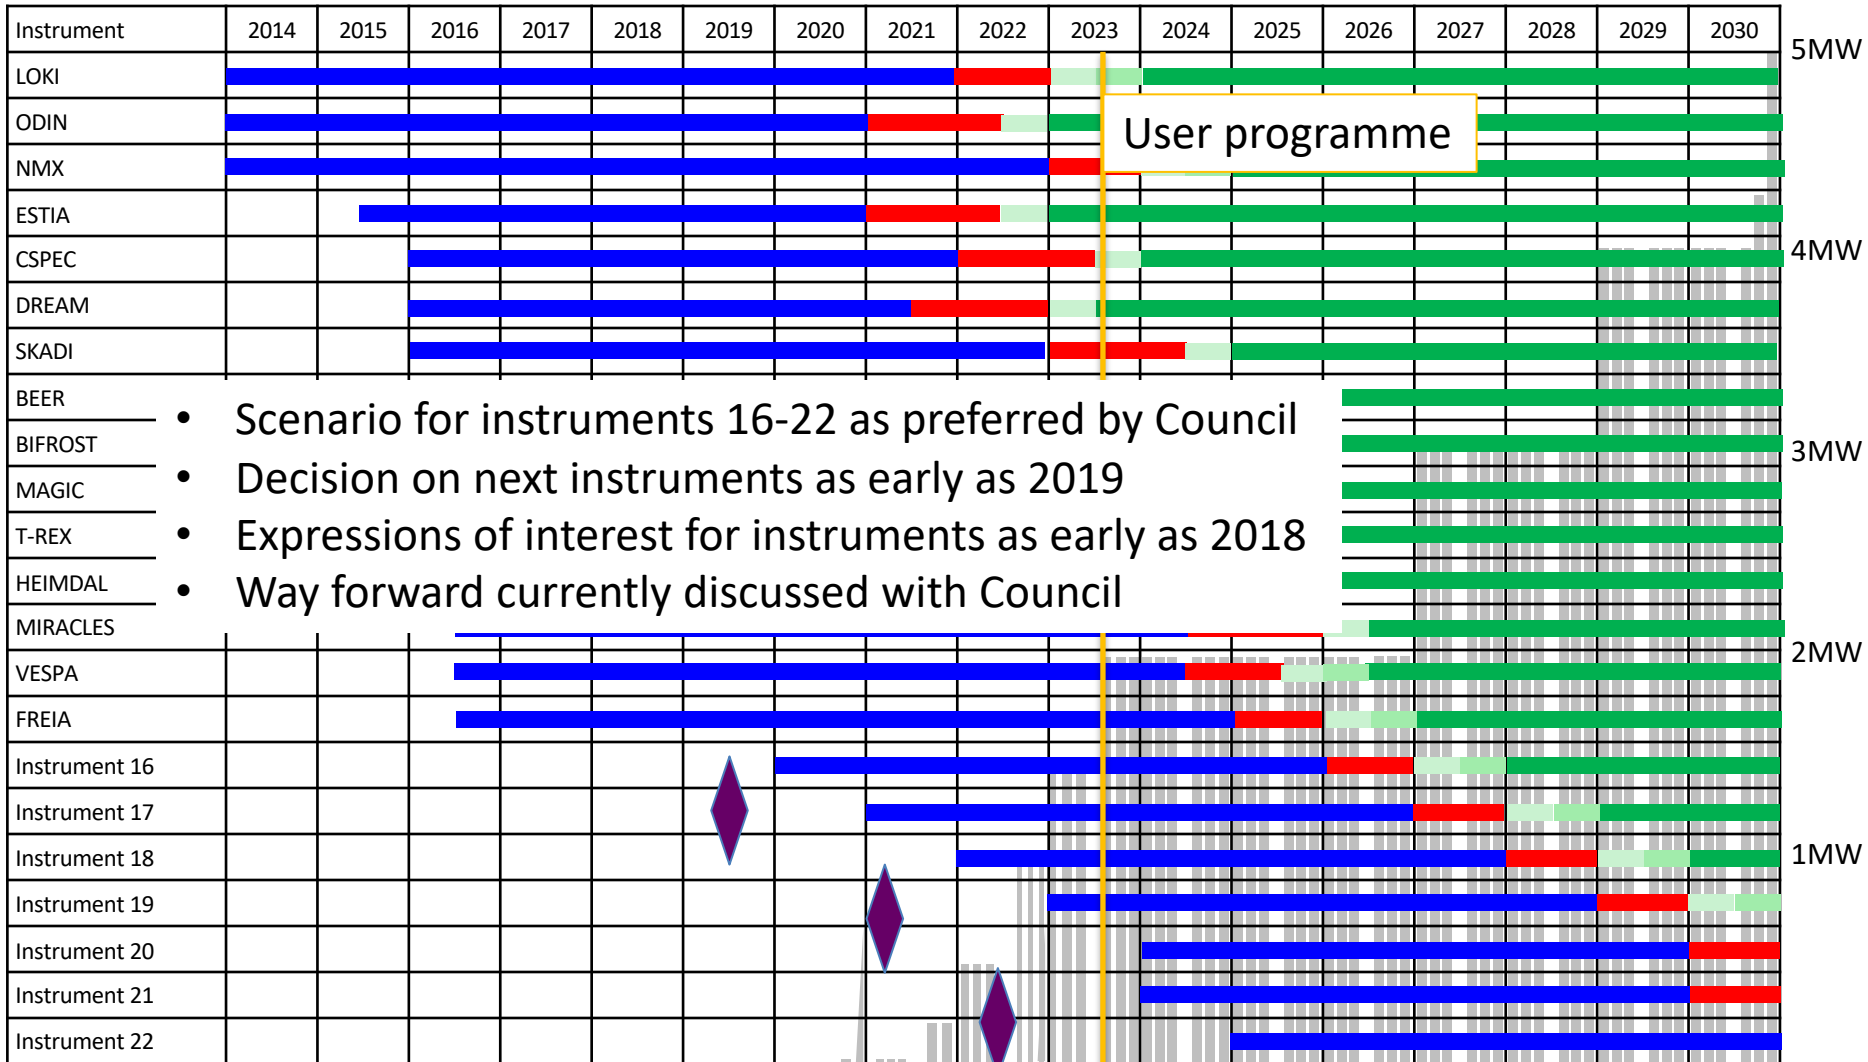 Instrument 2014 2015 2016 2017 2018 2019 2020 2021 2022 2023 2024 2025 2026 2027 2028 2029 2030
5MW
LOKI
ODIN
User programme
NMX
ESTIA
CSPEC
4MW
DREAM
SKADI
BEER
• Scenario for instruments 16-22 as preferred by Council
BIFROST
3MW
• Decision on next instruments as early as 2019
MAGIC
T-REX
• Expressions of interest for instruments as early as 2018
HEIMDAL
• Way forward currently discussed with Council
MIRACLES
2MW
VESPA
FREIA
Instrument 16
Instrument 17
Instrument 18
1MW
Instrument 19
Instrument 20
Instrument 21
Instrument 22